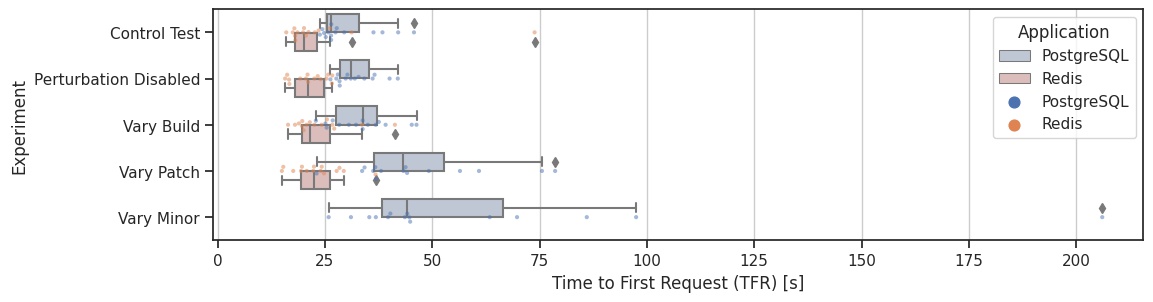 Experiment
Control Test
Perturbation Disabled
Vary Build
Vary Patch
Vary Minor
0 25 50 75 100 125 150 175 200
Time to First Request (TFR) [s]
Application
PostgreSQL
Redis
PostgreSQL
Redis